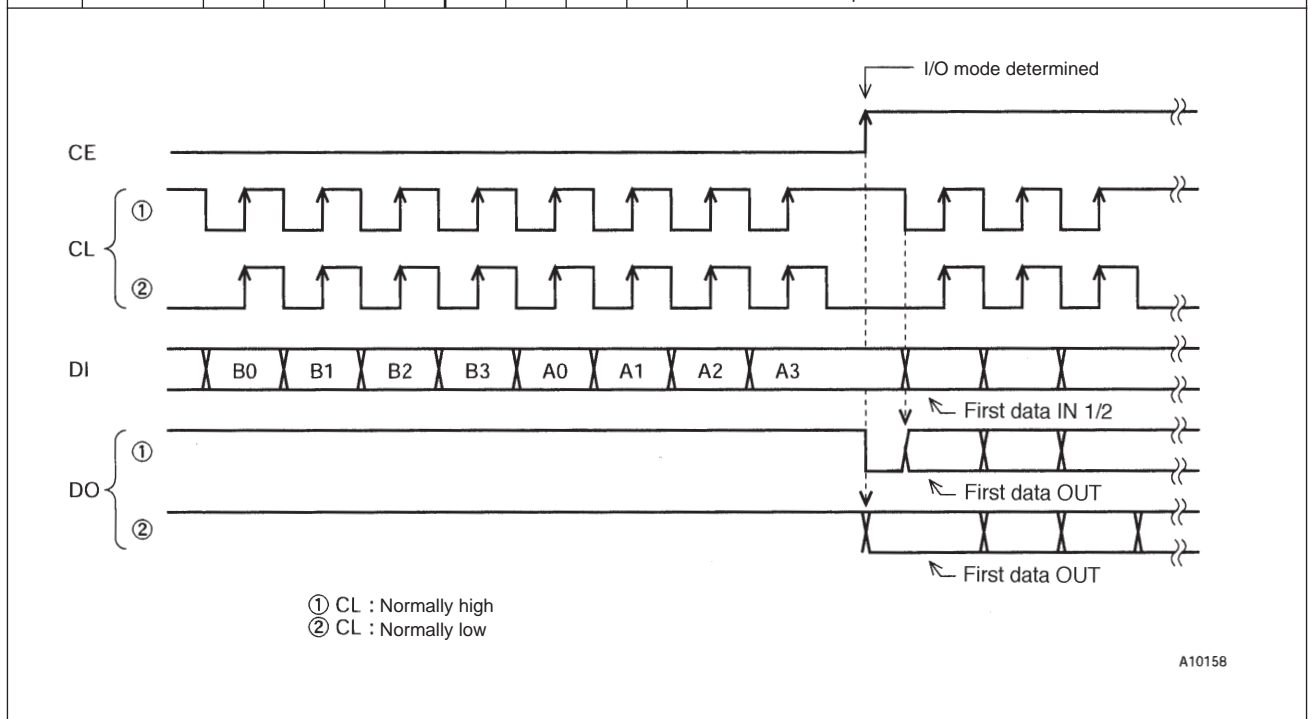 I/O mode determined
CE
CL
①
②
DI
B0 B1 B2 B3 A0 A1 A2 A3
First data IN 1/2
DO
①
First data OUT
②
First data OUT
① CL : Normally high
② CL : Normally low
A10158